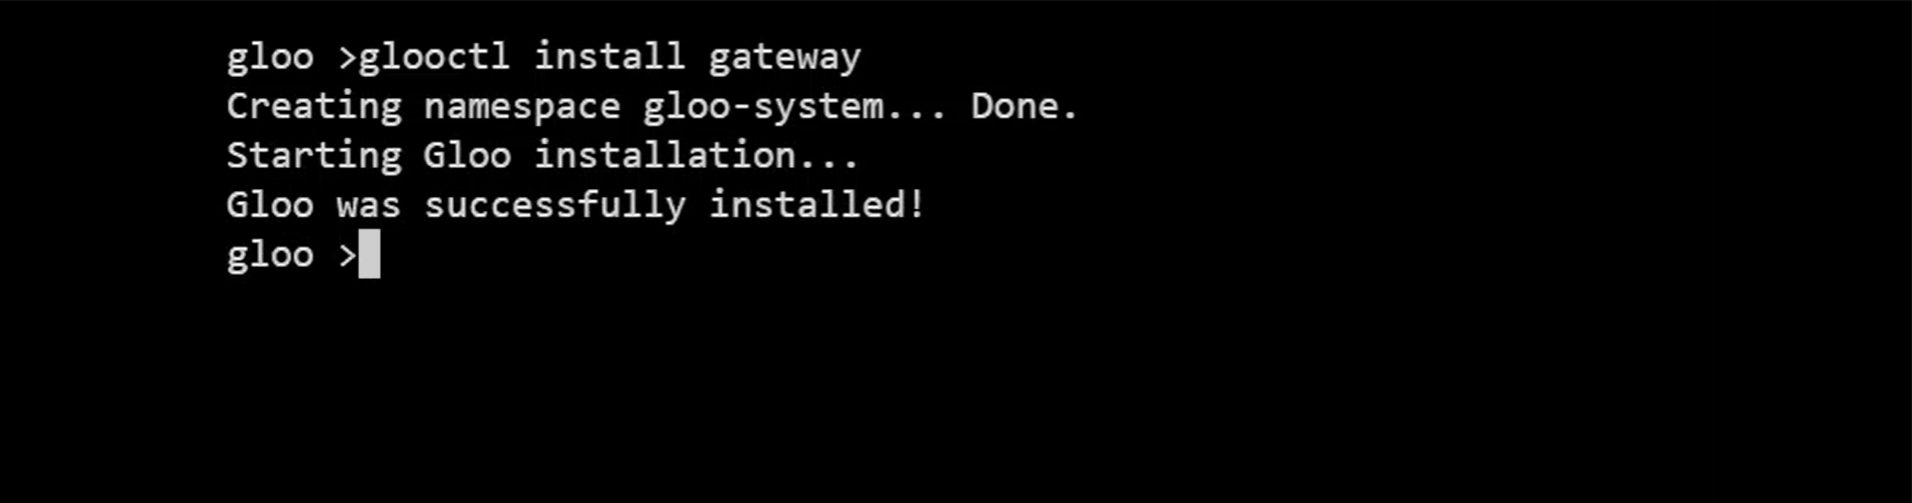 gloo >glooctl install gateway
Creating namespace gloo-system... Done.
Starting Gloo installation...
Gloo was successfully installed!
gloo >